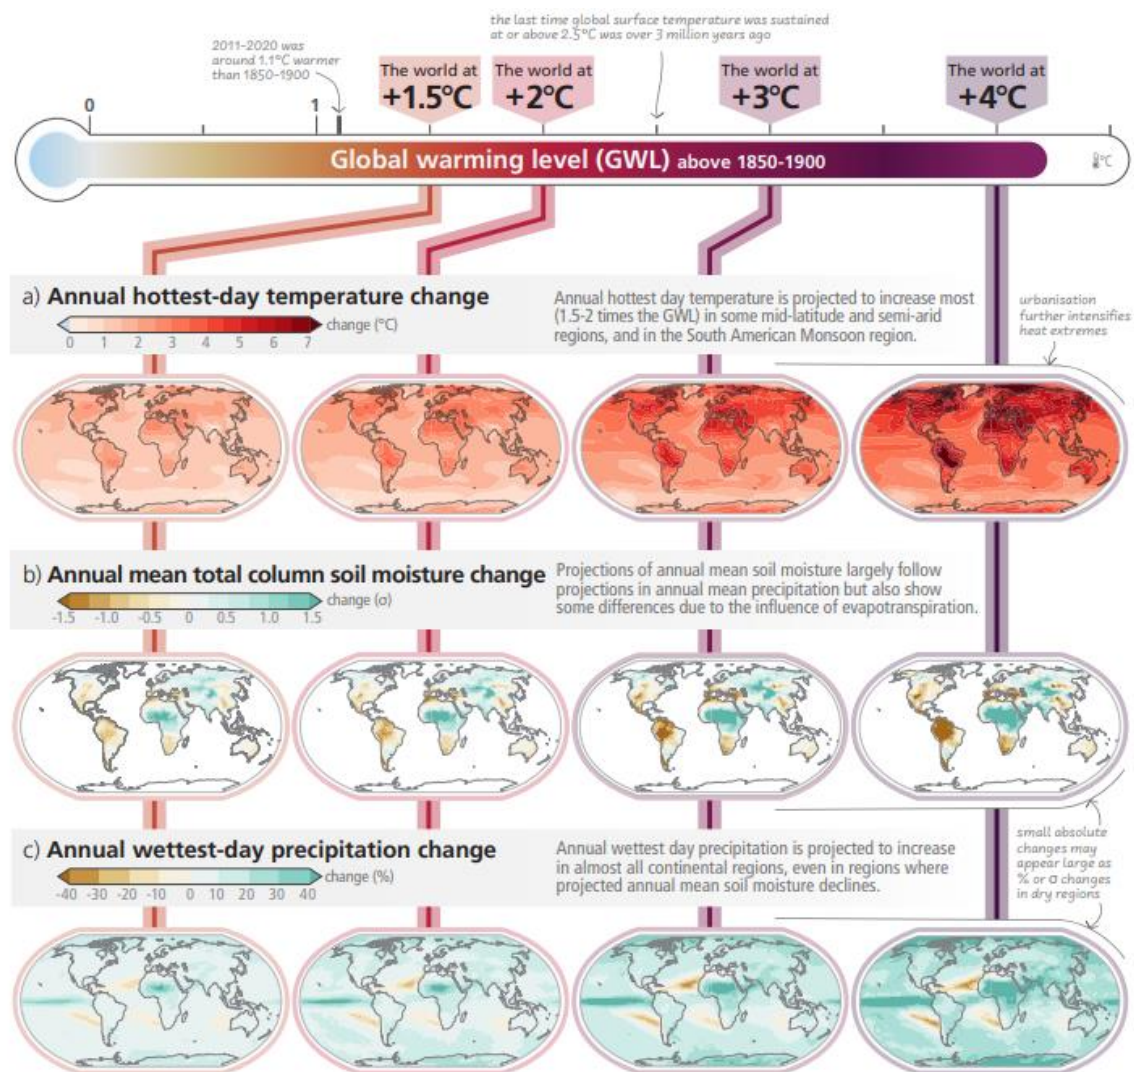 the last time global surface temperature was sustained
at or above 2.5°C was over 3 million years ago
2011-2020 was
around 1.1°C warmer
than 1850-1900
The world at
+1.5°C
The world at
+2°C
The world at
+3°C
The world at
+4°C
0
1
Global warming level (GWL) above 1850-1900
°C
a) Annual hottest-day temperature change
change (°C)
0 1 2 3 4 5 6 7
Annual hottest day temperature is projected to increase most
(1.5-2 times the GWL) in some mid-latitude and semi-arid
regions, and in the South American Monsoon region.
urbanisation
further intensifies
heat extremes
b) Annual mean total column soil moisture change
change (σ)
-1.5 -1.0 -0.5 0 0.5 1.0 1.5
Projections of annual mean soil moisture largely follow
projections in annual mean precipitation but also show
some differences due to the influence of evapotranspiration.
c) Annual wettest-day precipitation change
change (%)
-40 -30 -20 -10 0 10 20 30 40
Annual wettest day precipitation is projected to increase
in almost all continental regions, even in regions where
projected annual mean soil moisture declines.
small absolute
changes may
appear large as
% or σ changes
in dry regions